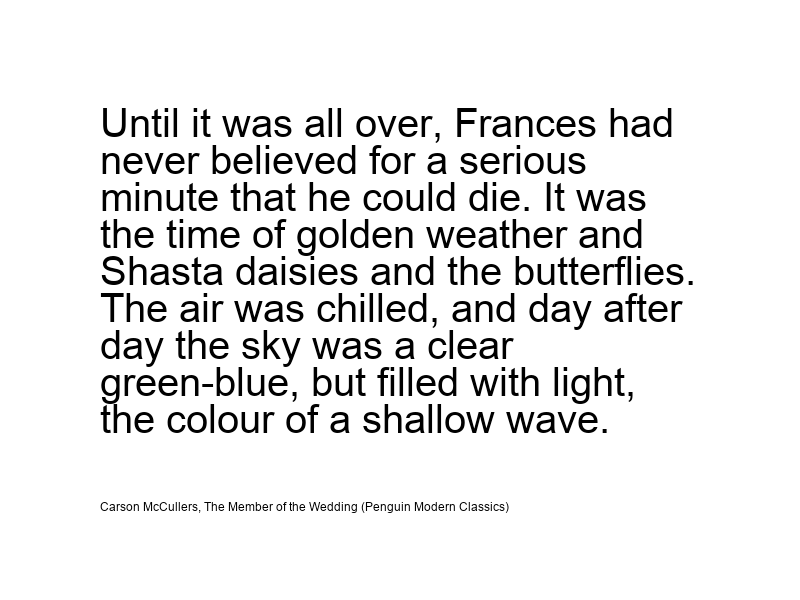 Until it was all over, Frances had
never believed for a serious
minute that he could die. It was
the time of golden weather and
Shasta daisies and the butterflies.
The air was chilled, and day after
day the sky was a clear
green-blue, but filled with light,
the colour of a shallow wave.
Carson McCullers, The Member of the Wedding (Penguin Modern Classics)